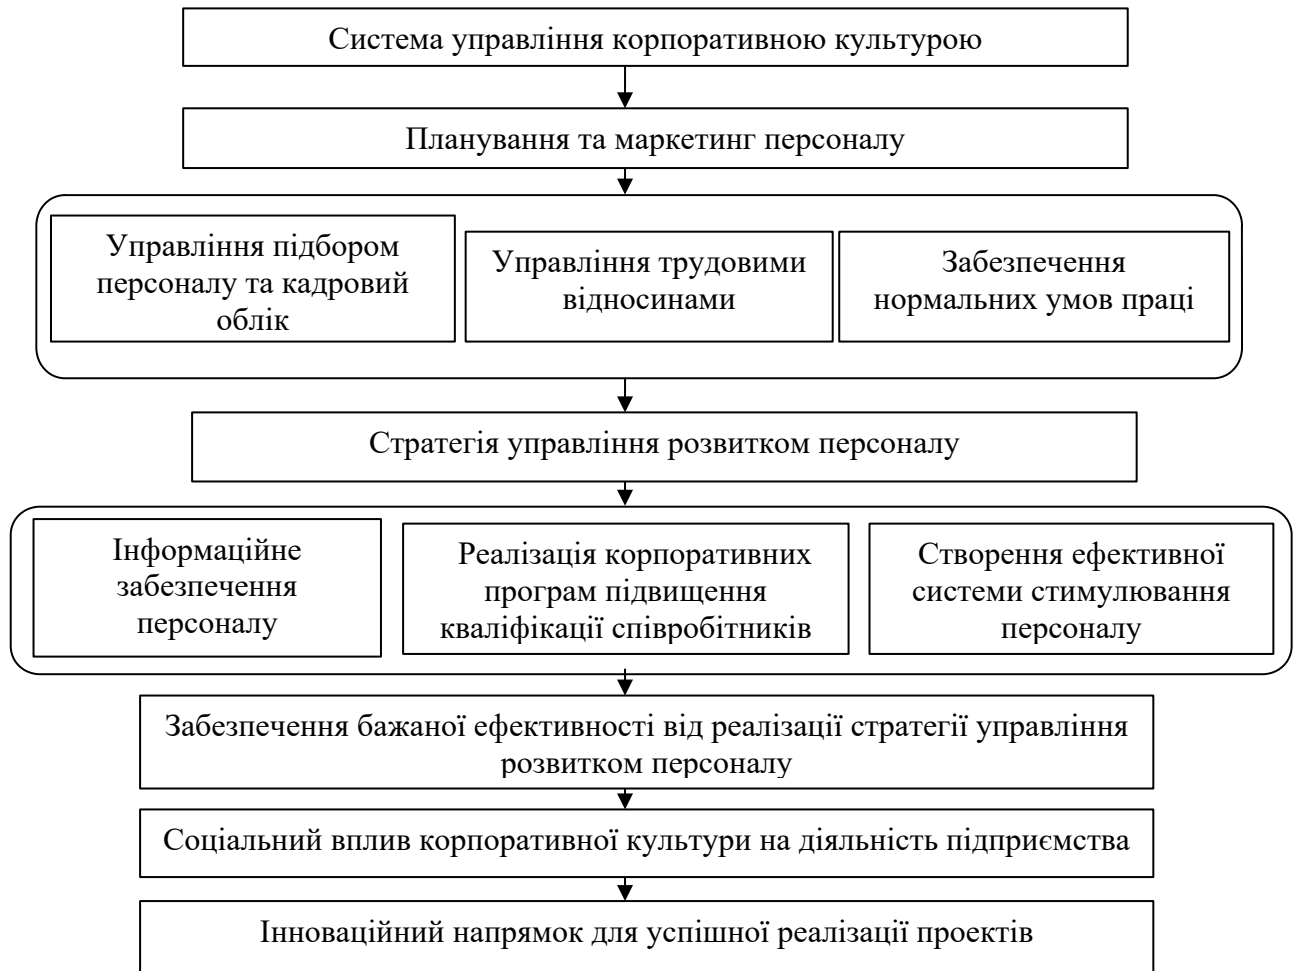 Система управління корпоративною культурою
Планування та маркетинг персоналу
Управління підбором
персоналу та кадровий
облік
Управління трудовими
відносинами
Забезпечення
нормальних умов праці
Стратегія управління розвитком персоналу
Інформаційне
забезпечення
персоналу
Реалізація корпоративних
програм підвищення
кваліфікації співробітників
Створення ефективної
системи стимулювання
персоналу
Забезпечення бажаної ефективності від реалізації стратегії управління
розвитком персоналу
Соціальний вплив корпоративної культури на діяльність підприємства
Інноваційний напрямок для успішної реалізації проектів